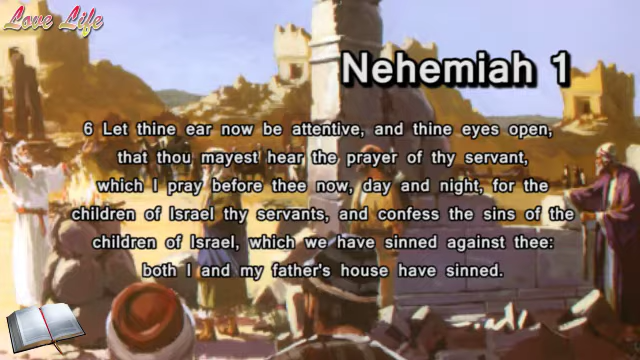 Love Life
Nehemiah 1
6 Let thine ear now be attentive, and thine eyes open,
that thou mayest hear the prayer of thy servant,
which I pray before thee now, day and night, for the
children of Israel thy servants, and confess the sins of the
children of Israel, which we have sinned against thee:
both I and my father's house have sinned.